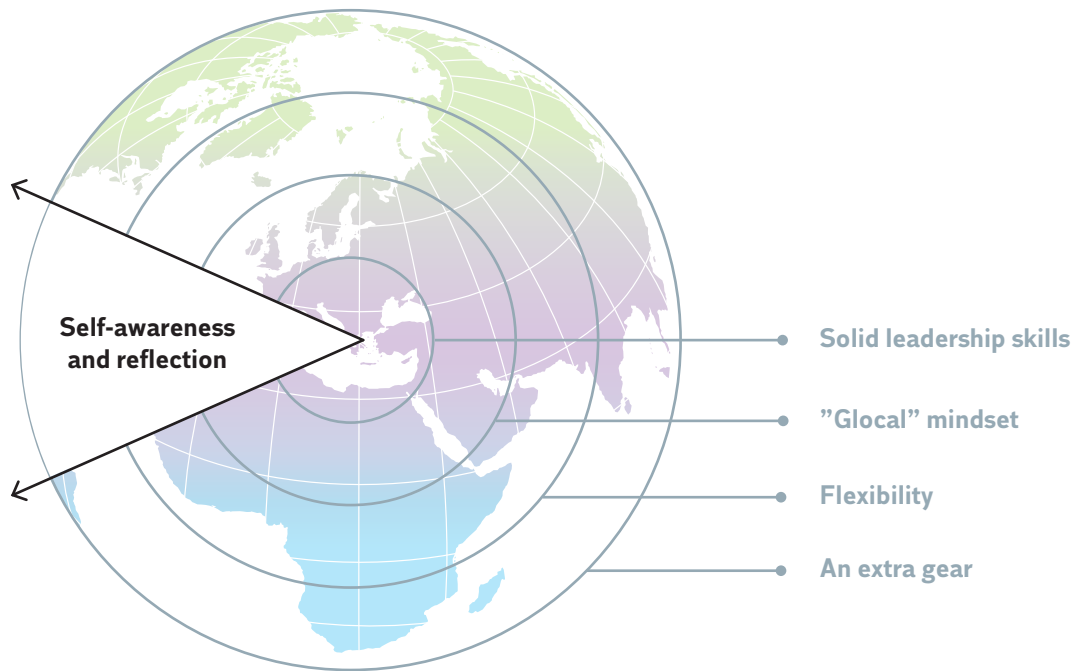 Self-awareness
and reflection
Solid leadership skills
”Glocal” mindset
Flexibility
An extra gear